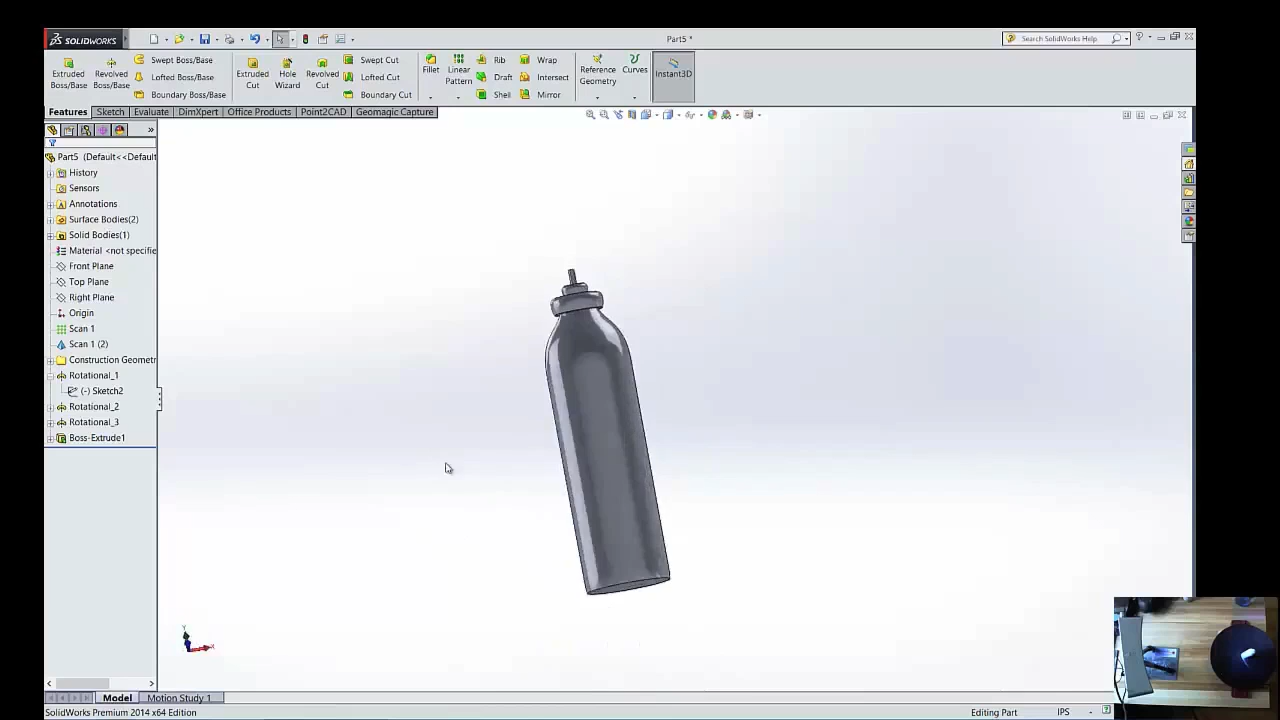 SOLIDWORKS
Part5 *
Search SolidWorks Help
Extruded Boss/Base
Revolved Boss/Base
Swept Boss/Base
Lofted Boss/Base
Boundary Boss/Base
Extruded Cut
Hole Wizard
Revolved Cut
Swept Cut
Lofted Cut
Boundary Cut
Fillet
Linear Pattern
Rib
Draft
Shell
Wrap
Intersect
Mirror
Reference Geometry
Curves
Instant3D
Features Sketch Evaluate DimXpert Office Products Point2CAD Geomagic Capture
Part5 (Default<<Default
History
Sensors
Annotations
Surface Bodies(2)
Solid Bodies(1)
Material <not specifie
Front Plane
Top Plane
Right Plane
Origin
Scan 1
Scan 1 (2)
Construction Geometr
Rotational_1
(-) Sketch2
Rotational_2
Rotational_3
Boss-Extrude1
Y
X
Model Motion Study 1
SolidWorks Premium 2014 x64 Edition
Editing Part
IPS